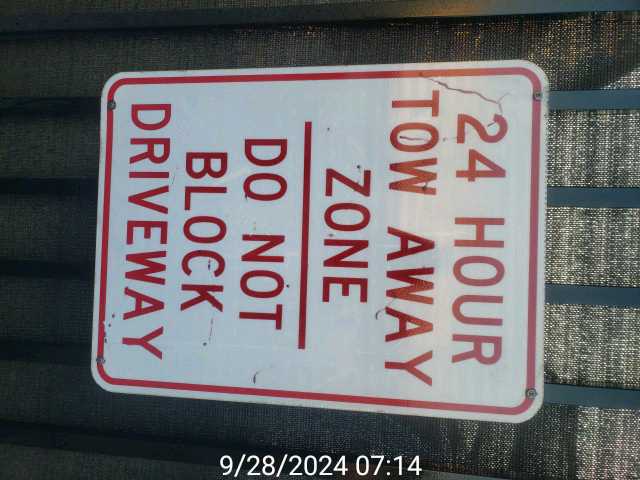 24 HOUR
TOW AWAY
ZONE
DO NOT
BLOCK
DRIVEWAY
9/28/2024 07:14